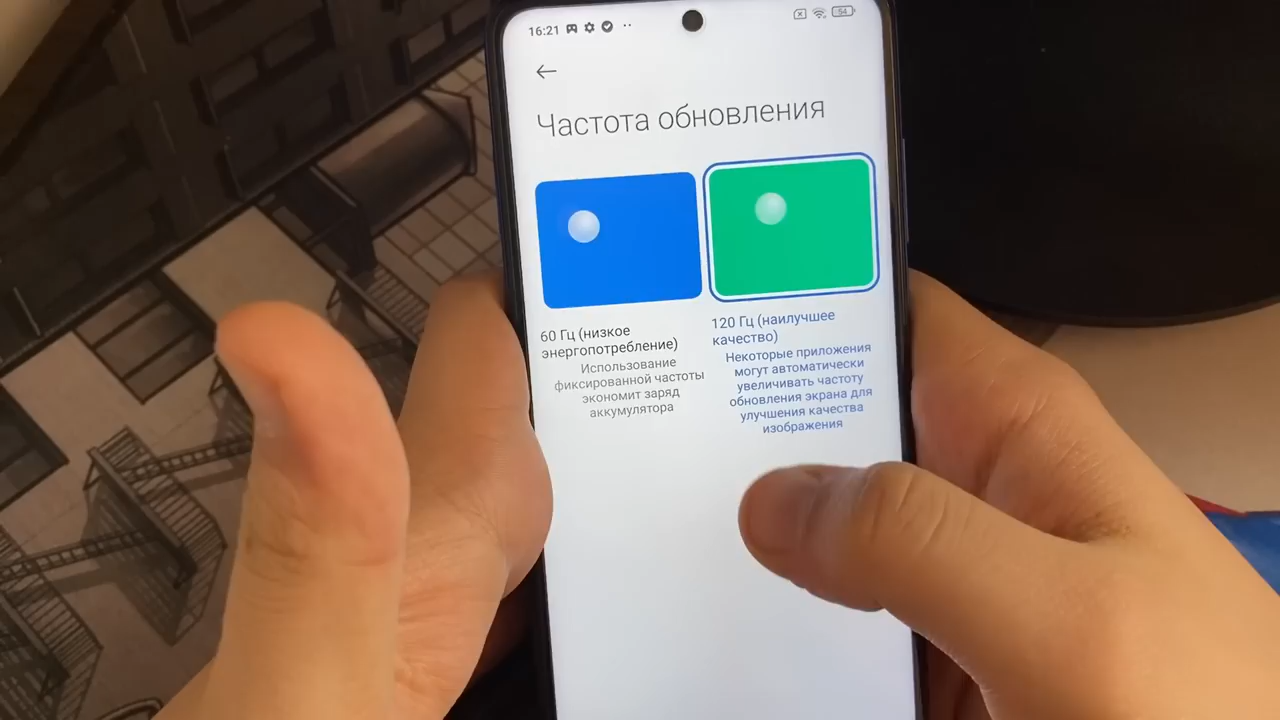 16:21
54
Частота обновления
60 Гц (низкое
энергопотребление)
Использование
фиксированной частоты
экономит заряд
аккумулятора
120 Гц (наилучшее
качество)
Некоторые приложения
могут автоматически
увеличивать частоту
обновления экрана для
улучшения качества
изображения